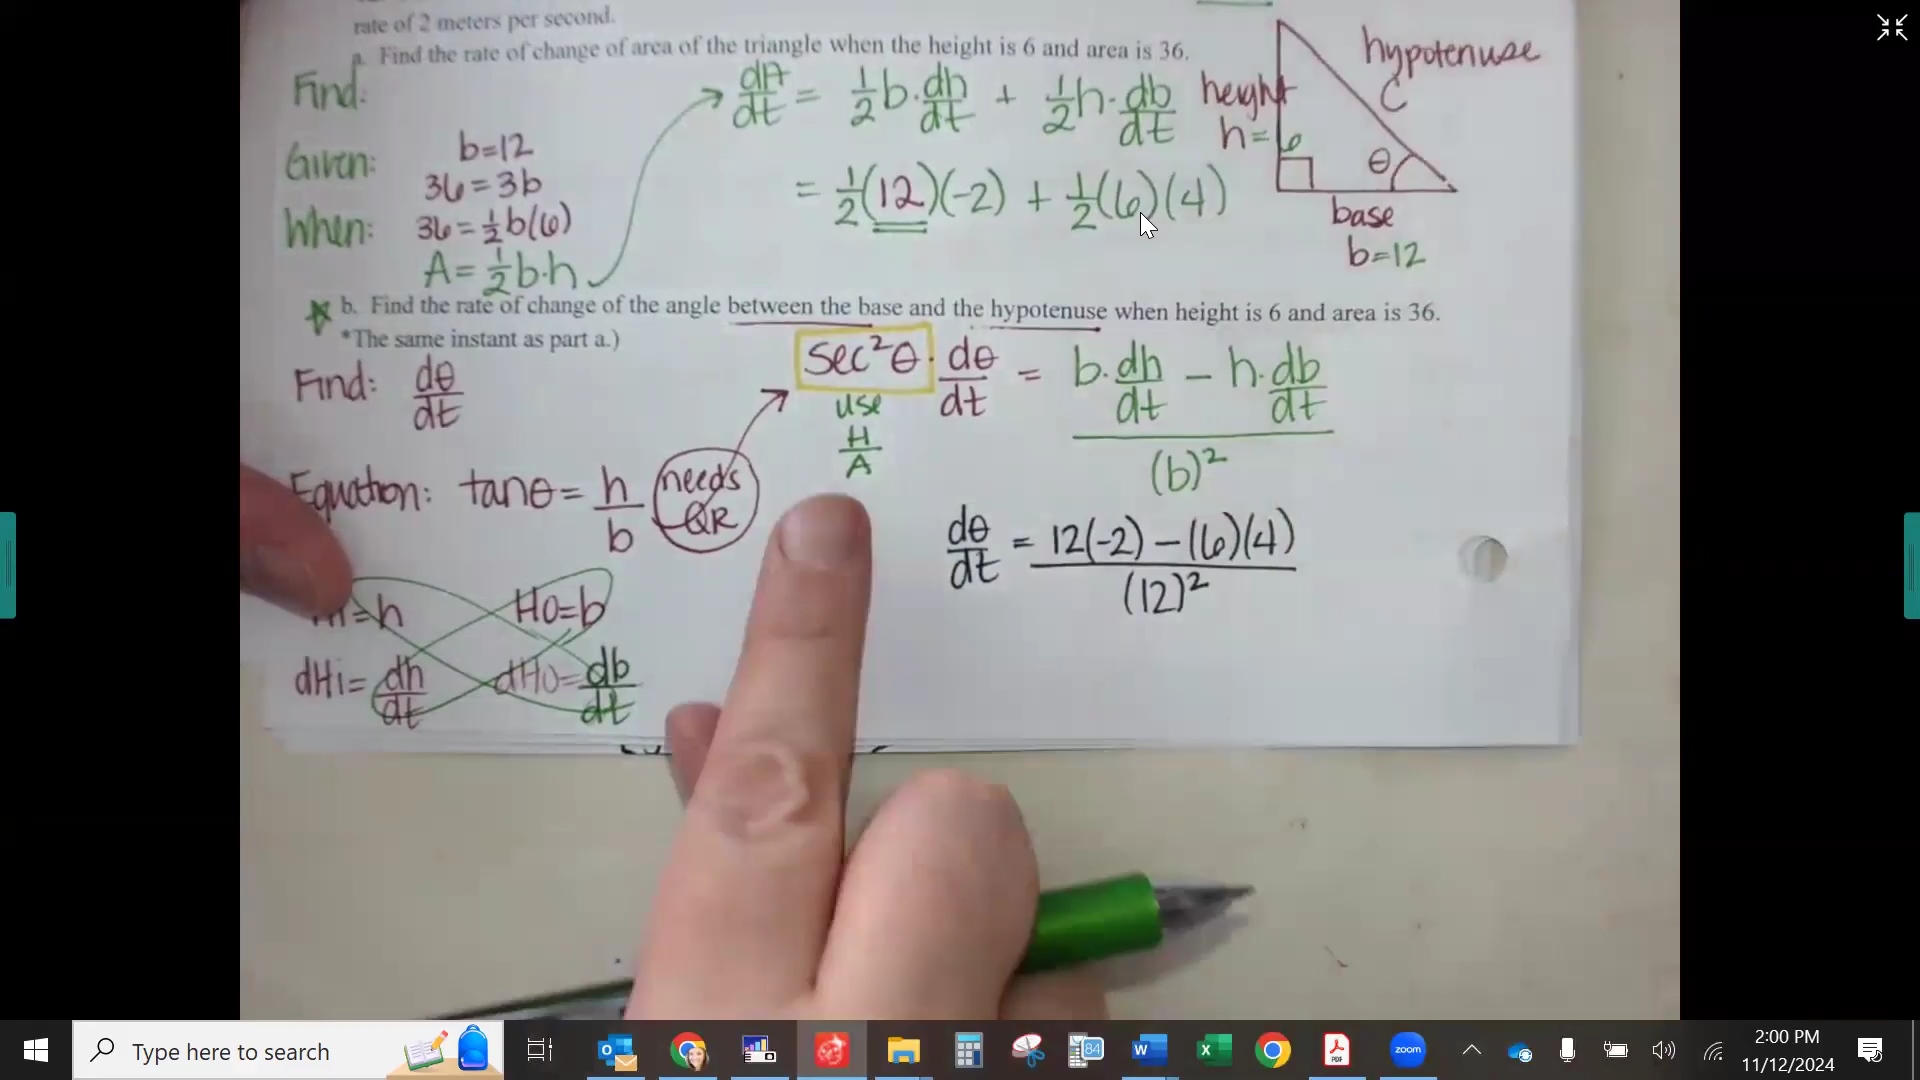 rate of 2 meters per second.
a. Find the rate of change of area of the triangle when the height is 6 and area is 36.
Find:
dA/dt = 1/2 b · dh/dt + 1/2 h · db/dt
Given:
b=12
36=3b
= 1/2(12)(-2) + 1/2(6)(4)
When:
36=1/2b(6)
A=1/2b·h
hypotenuse
C
height
h=6
θ
base
b=12
b. Find the rate of change of the angle between the base and the hypotenuse when height is 6 and area is 36.
*The same instant as part a.)
Find: dθ/dt
sec²θ · dθ/dt = (b·dh/dt − h·db/dt)/(b)²
use
H/A
Equation: tanθ = h/b
needs
QR
dθ/dt = (12(-2) − (6)(4))/(12)²
=h
HO=b
dHi= dh/dt
dHO= db/dt
Type here to search
84
zoom
2:00 PM
11/12/2024